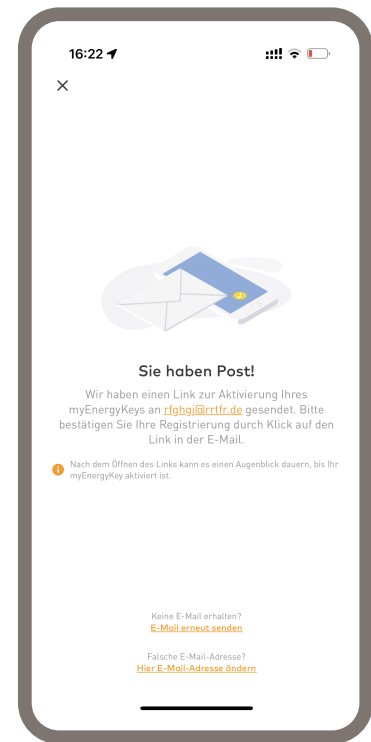 16:22
Sie haben Post!
Wir haben einen Link zur Aktivierung Ihres
myEnergyKeys an rfghgj@rrtfr.de gesendet. Bitte
bestätigen Sie Ihre Registrierung durch Klick auf den
Link in der E-Mail.
Nach dem Öffnen des Links kann es einen Augenblick dauern, bis Ihr
myEnergyKey aktiviert ist.
Keine E-Mail erhalten?
E-Mail erneut senden
Falsche E-Mail-Adresse?
Hier E-Mail-Adresse ändern